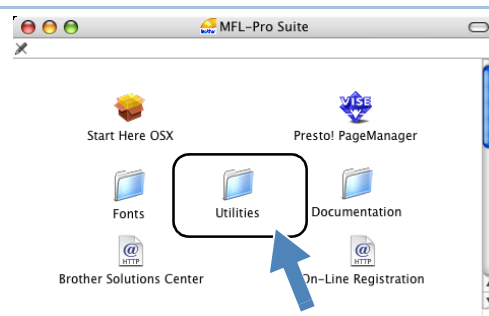 brother MFL-Pro Suite
VISE
Start Here OSX Presto! PageManager
Fonts Utilities Documentation
@ @
HTTP HTTP
Brother Solutions Center On-Line Registration